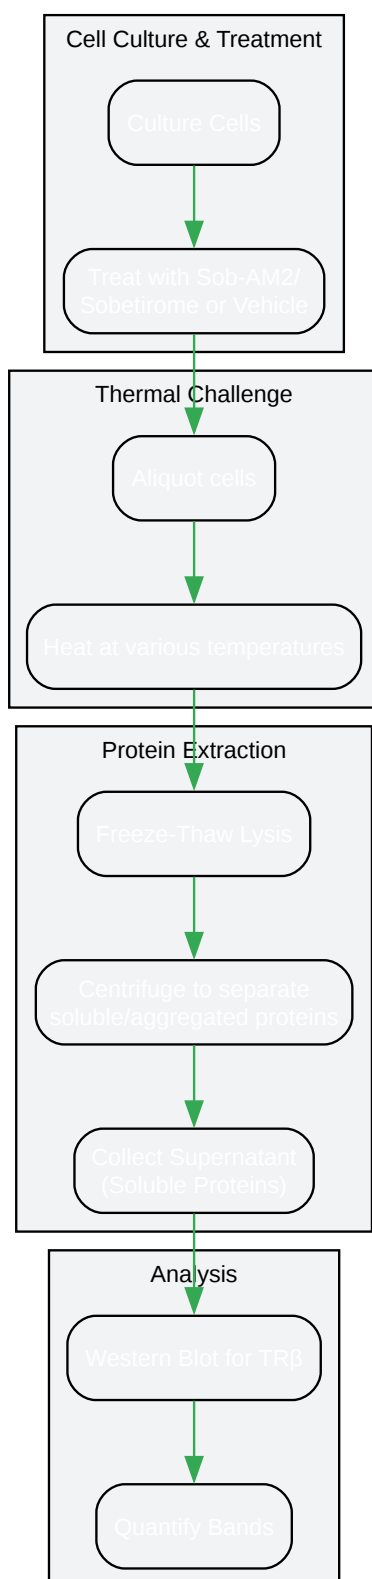 Cell Culture & Treatment
Culture Cells
Treat with Sob-AM2/
Sobetirome or Vehicle
Thermal Challenge
Aliquot cells
Heat at various temperatures
Protein Extraction
Freeze-Thaw Lysis
Centrifuge to separate
soluble/aggregated proteins
Collect Supernatant
(Soluble Proteins)
Analysis
Western Blot for TRβ
Quantify Bands